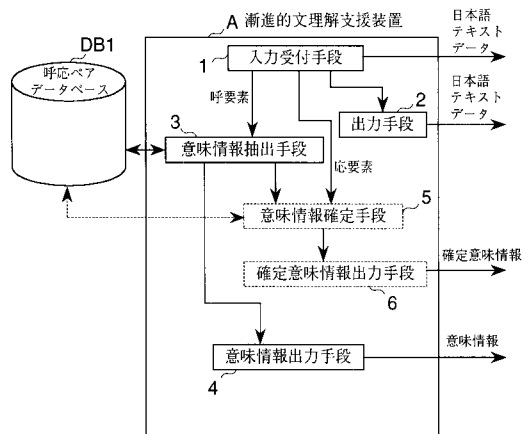 DB1
呼応ペア
データベース
A 漸進的文理解支援装置
1
入力受付手段
日本語
テキスト
データ
呼要素
2
出力手段
日本語
テキスト
データ
3
意味情報抽出手段
応要素
5
意味情報確定手段
確定意味情報出力手段
6
確定意味情報
意味情報出力手段
4
意味情報